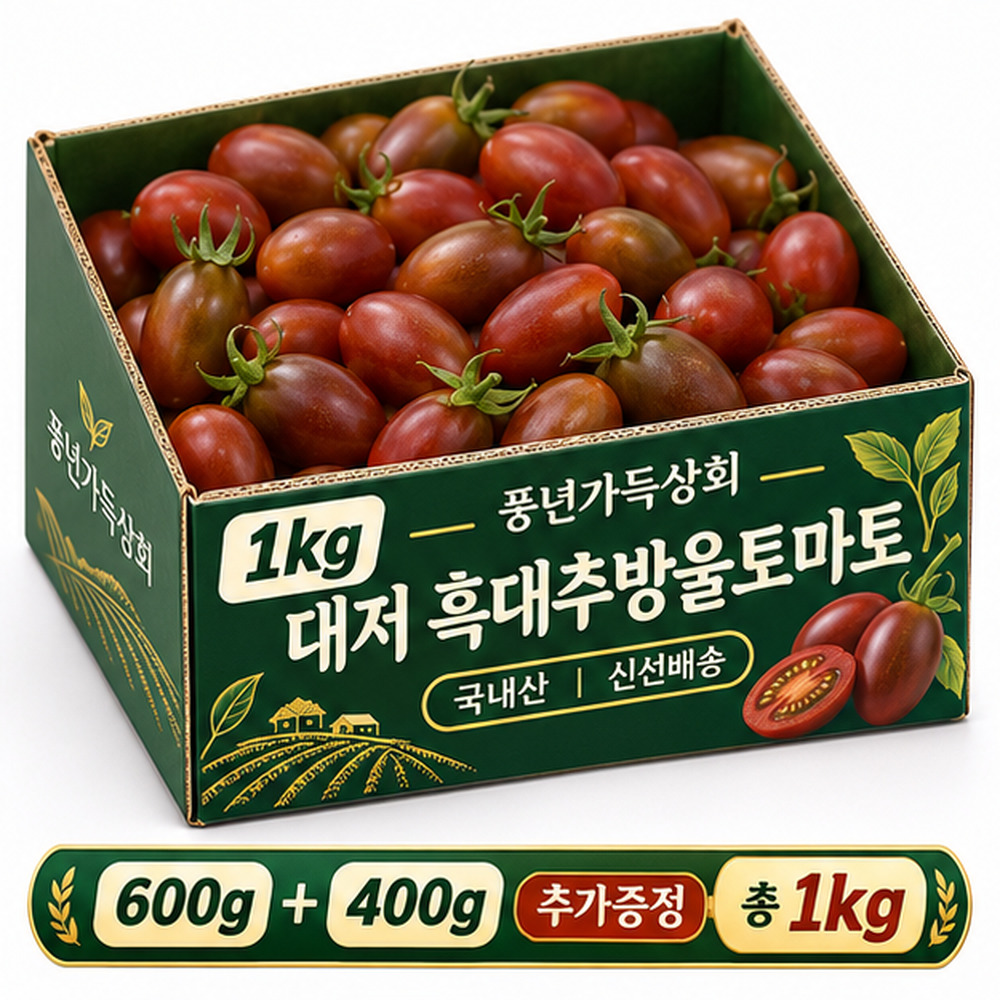 풍년가득상회
풍년가득상회
1kg
대저 흑대추방울토마토
국내산 | 신선배송
600g + 400g 추가증정 총 1kg